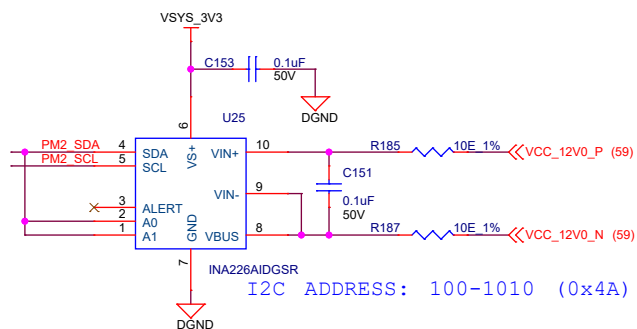 VSYS_3V3
C153 0.1uF
50V
DGND
U25
6
VS+
PM2_SDA 4 SDA VIN+ 10 R185 10E_1% VCC_12V0_P (59)
PM2_SCL 5 SCL
C151
VIN- 9
0.1uF
50V
3 ALERT
2 A0
1 A1 GND VBUS 8 R187 10E_1% VCC_12V0_N (59)
7
INA226AIDGSR
I2C ADDRESS: 100-1010 (0x4A)
DGND